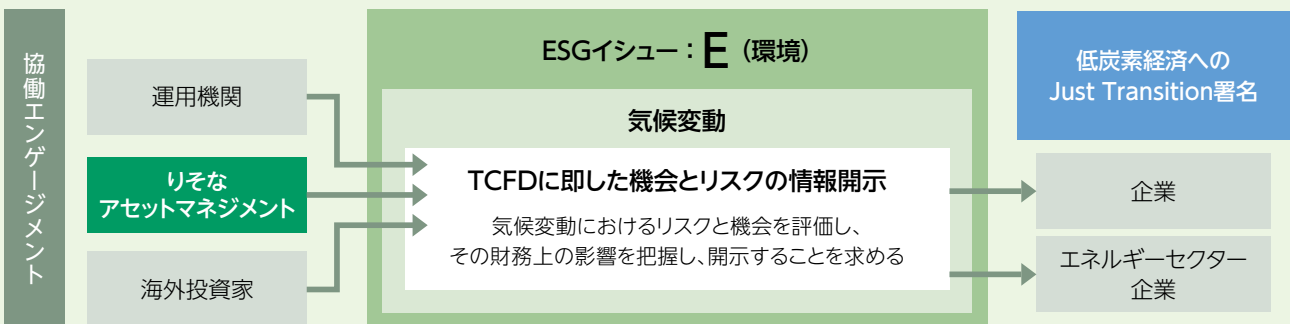 協働エンゲージメント
運用機関
りそな
アセットマネジメント
海外投資家
ESGイシュー：E（環境）
気候変動
TCFDに即した機会とリスクの情報開示
気候変動におけるリスクと機会を評価し、
その財務上の影響を把握し、開示することを求める
低炭素経済への
Just Transition署名
企業
エネルギーセクター
企業